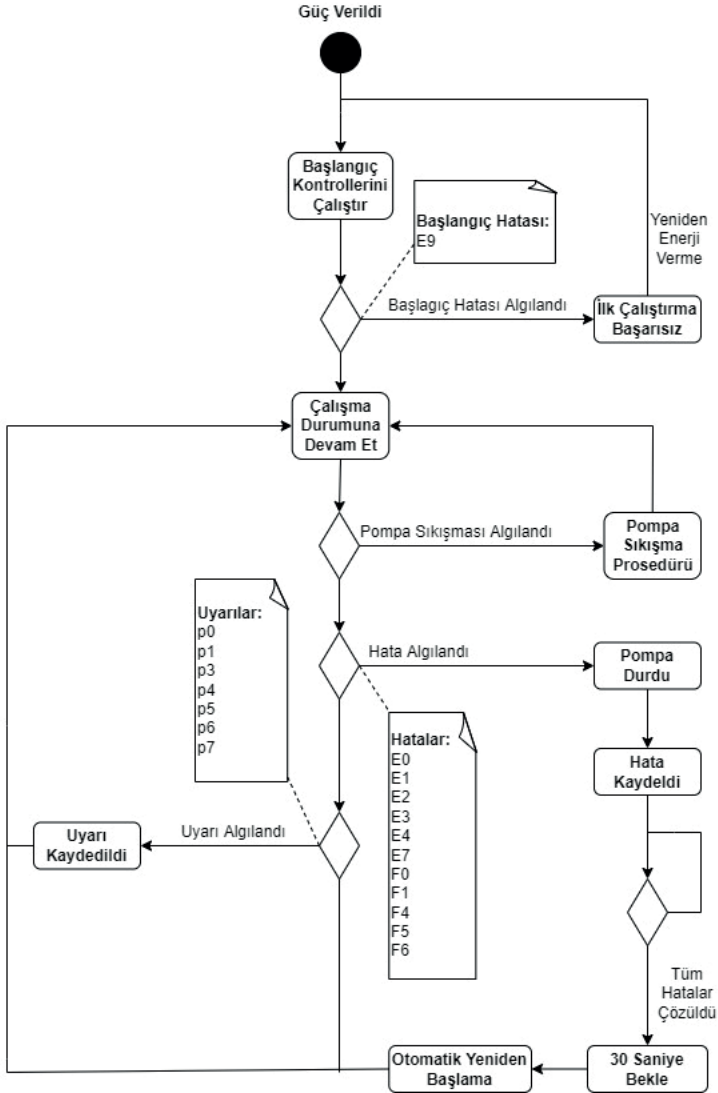 Güç Verildi
Başlangıç
Kontrollerini
Çalıştır
Başlangıç Hatası:
E9
Yeniden
Enerji
Verme
Başlagıç Hatası Algılandı
İlk Çalıştırma
Başarısız
Çalışma
Durumuna
Devam Et
Pompa Sıkışması Algılandı
Pompa
Sıkışma
Prosedürü
Uyarılar:
p0
p1
p3
p4
p5
p6
p7
Hata Algılandı
Pompa
Durdu
Hatalar:
E0
E1
E2
E3
E4
E7
F0
F1
F4
F5
F6
Hata
Kaydeldi
Uyarı Algılandı
Uyarı
Kaydedildi
Tüm
Hatalar
Çözüldü
30 Saniye
Bekle
Otomatik Yeniden
Başlama